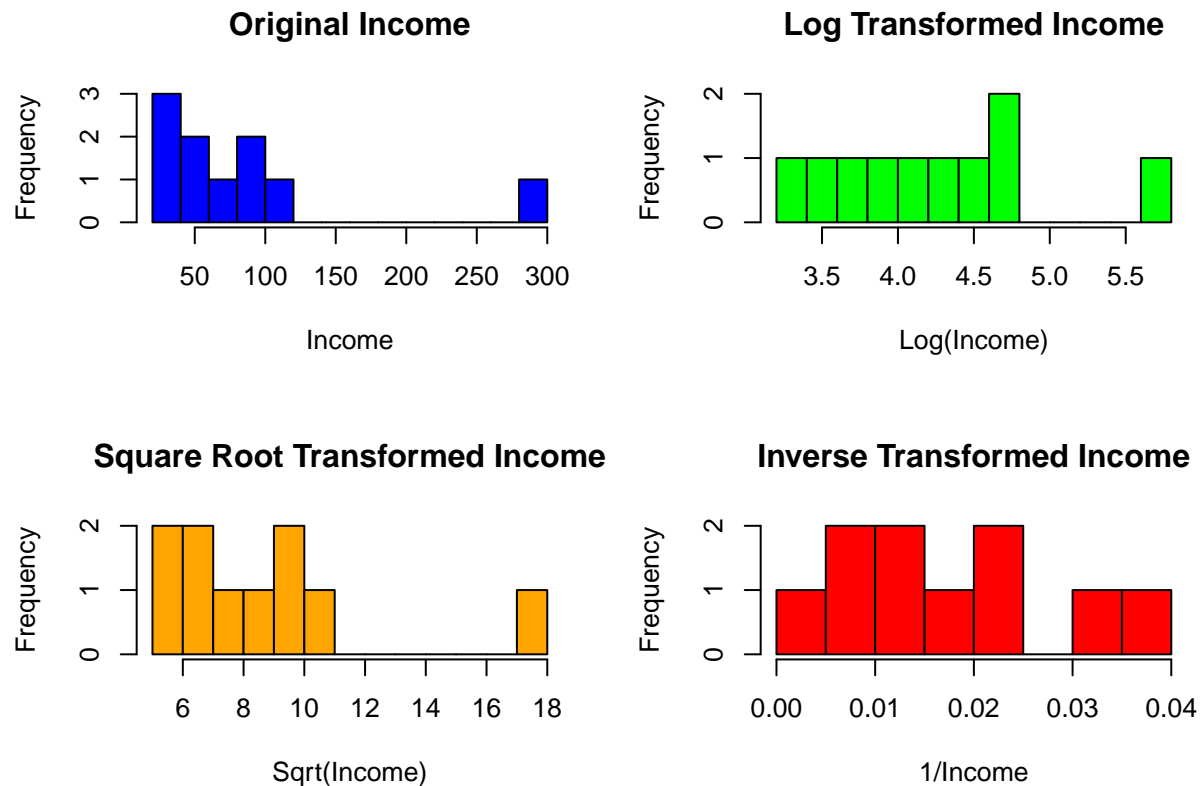 Original Income
Frequency
0 1 2 3
50 100 150 200 250 300
Income
Log Transformed Income
Frequency
0 1 2
3.5 4.0 4.5 5.0 5.5
Log(Income)
Square Root Transformed Income
Frequency
0 1 2
6 8 10 12 14 16 18
Sqrt(Income)
Inverse Transformed Income
Frequency
0 1 2
0.00 0.01 0.02 0.03 0.04
1/Income